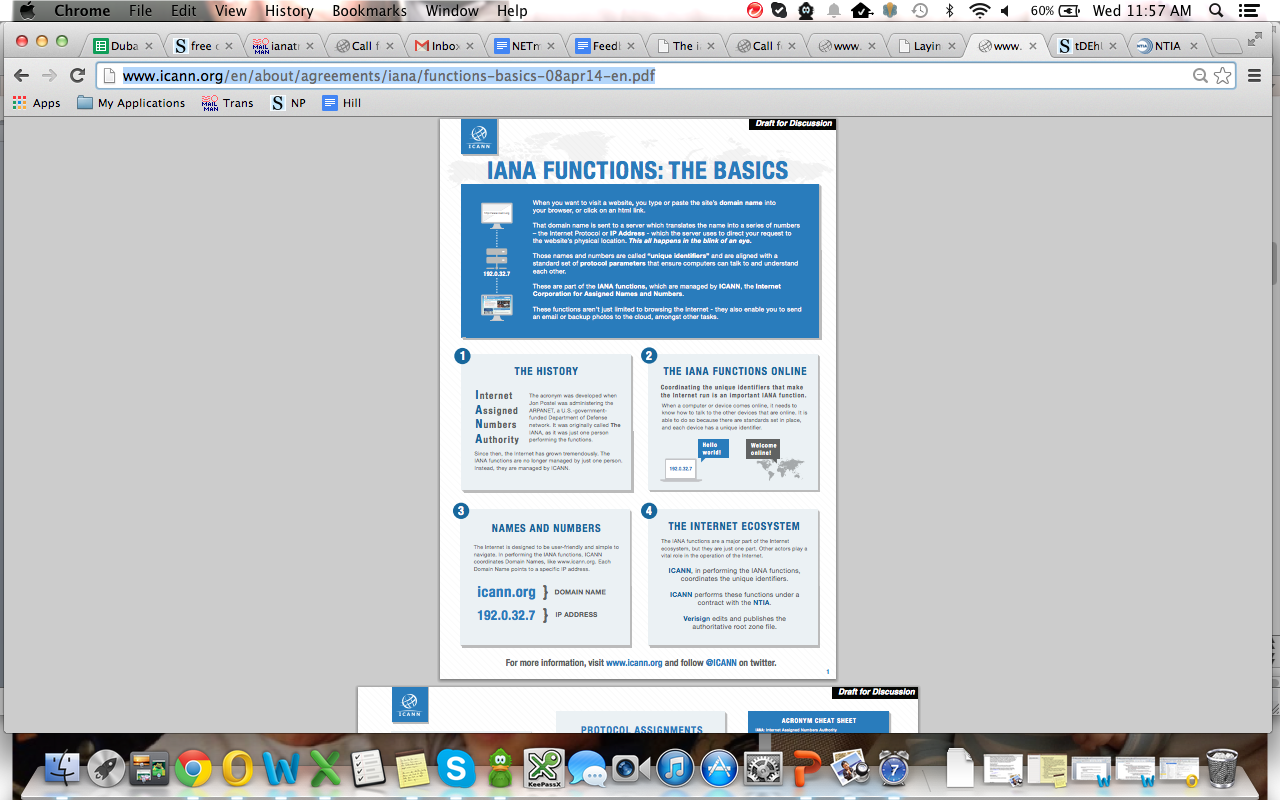 Chrome File Edit View History Bookmarks Window Help 60% Wed 11:57 AM
Duba free c ianatr Call f Inbox NETm Feedl The i Call fo www. Layin www. tDEhU NTIA
www.icann.org/en/about/agreements/iana/functions-basics-08apr14-en.pdf
Apps My Applications Trans NP Hill
Draft for Discussion
ICANN
IANA FUNCTIONS: THE BASICS
When you want to visit a website, you type or paste the site's domain name into
your browser, or click on an html link.
That domain name is sent to a server which translates the name into a series of numbers
– the Internet Protocol or IP Address - which the server uses to direct your request to
the website's physical location. This all happens in the blink of an eye.
Those names and numbers are called "unique identifiers" and are aligned with a
standard set of protocol parameters that ensure computers can talk to and understand
each other.
192.0.32.7
These are part of the IANA functions, which are managed by ICANN, the Internet
Corporation for Assigned Names and Numbers.
These functions aren't just limited to browsing the Internet - they also enable you to send
an email or backup photos to the cloud, amongst other tasks.
1
THE HISTORY
Internet
Assigned
Numbers
Authority
The acronym was developed when
Jon Postel was administering the
ARPANET, a U.S.-government-
funded Department of Defense
network. It was originally called The
IANA, as it was just one person
performing the functions.
Since then, the Internet has grown tremendously. The
IANA functions are no longer managed by just one person.
Instead, they are managed by ICANN.
2
THE IANA FUNCTIONS ONLINE
Coordinating the unique identifiers that make
the Internet run is an important IANA function.
When a computer or device comes online, it needs to
know how to talk to the other devices that are online. It is
able to do so because there are standards set in place,
and each device has a unique identifier.
Hello
world!
Welcome
online!
192.0.32.7
3
NAMES AND NUMBERS
The Internet is designed to be user-friendly and simple to
navigate. In performing the IANA functions, ICANN
coordinates Domain Names, like www.icann.org. Each
Domain Name points to a specific IP address.
icann.org } DOMAIN NAME
192.0.32.7 } IP ADDRESS
4
THE INTERNET ECOSYSTEM
The IANA functions are a major part of the Internet
ecosystem, but they are just one part. Other actors play a
vital role in the operation of the Internet.
ICANN, in performing the IANA functions,
coordinates the unique identifiers.
ICANN performs these functions under a
contract with the NTIA.
Verisign edits and publishes the
authoritative root zone file.
For more information, visit www.icann.org and follow @ICANN on twitter.
1
Draft for Discussion
ICANN
PROTOCOL ASSIGNMENTS
ACRONYM CHEAT SHEET
IANA: Internet Assigned Numbers Authority
KeePassX
7